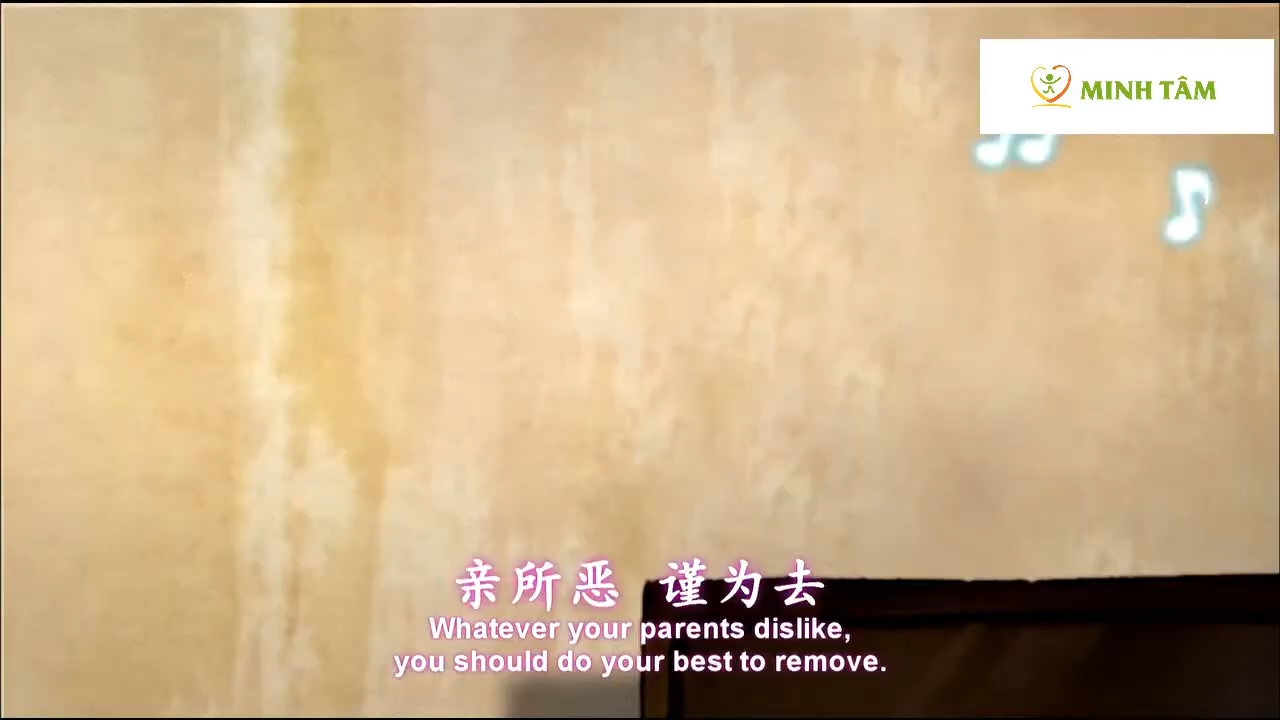 MINH TÂM
亲所恶 谨为去
Whatever your parents dislike,
you should do your best to remove.